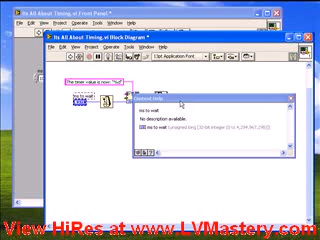 Its All About Timing.vi Front Panel *
File Edit View Project Operate Tools Window Help
Its All About Timing.vi Block Diagram *
File Edit View Project Operate Tools Window Help
13pt Application Font
The timer value is now: "%d"
ms to wait
Context Help
ms to wait
No description available.
ms to wait (unsigned long [32-bit integer (0 to 4,294,967,295)])
View HiRes at www.LVMastery.com